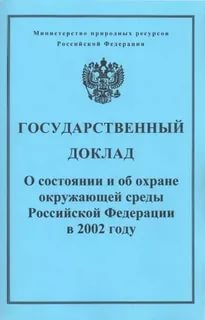 Министерство природных ресурсов
Российской Федерации
ГОСУДАРСТВЕННЫЙ
ДОКЛАД
О состоянии и об охране
окружающей среды
Российской Федерации
в 2002 году